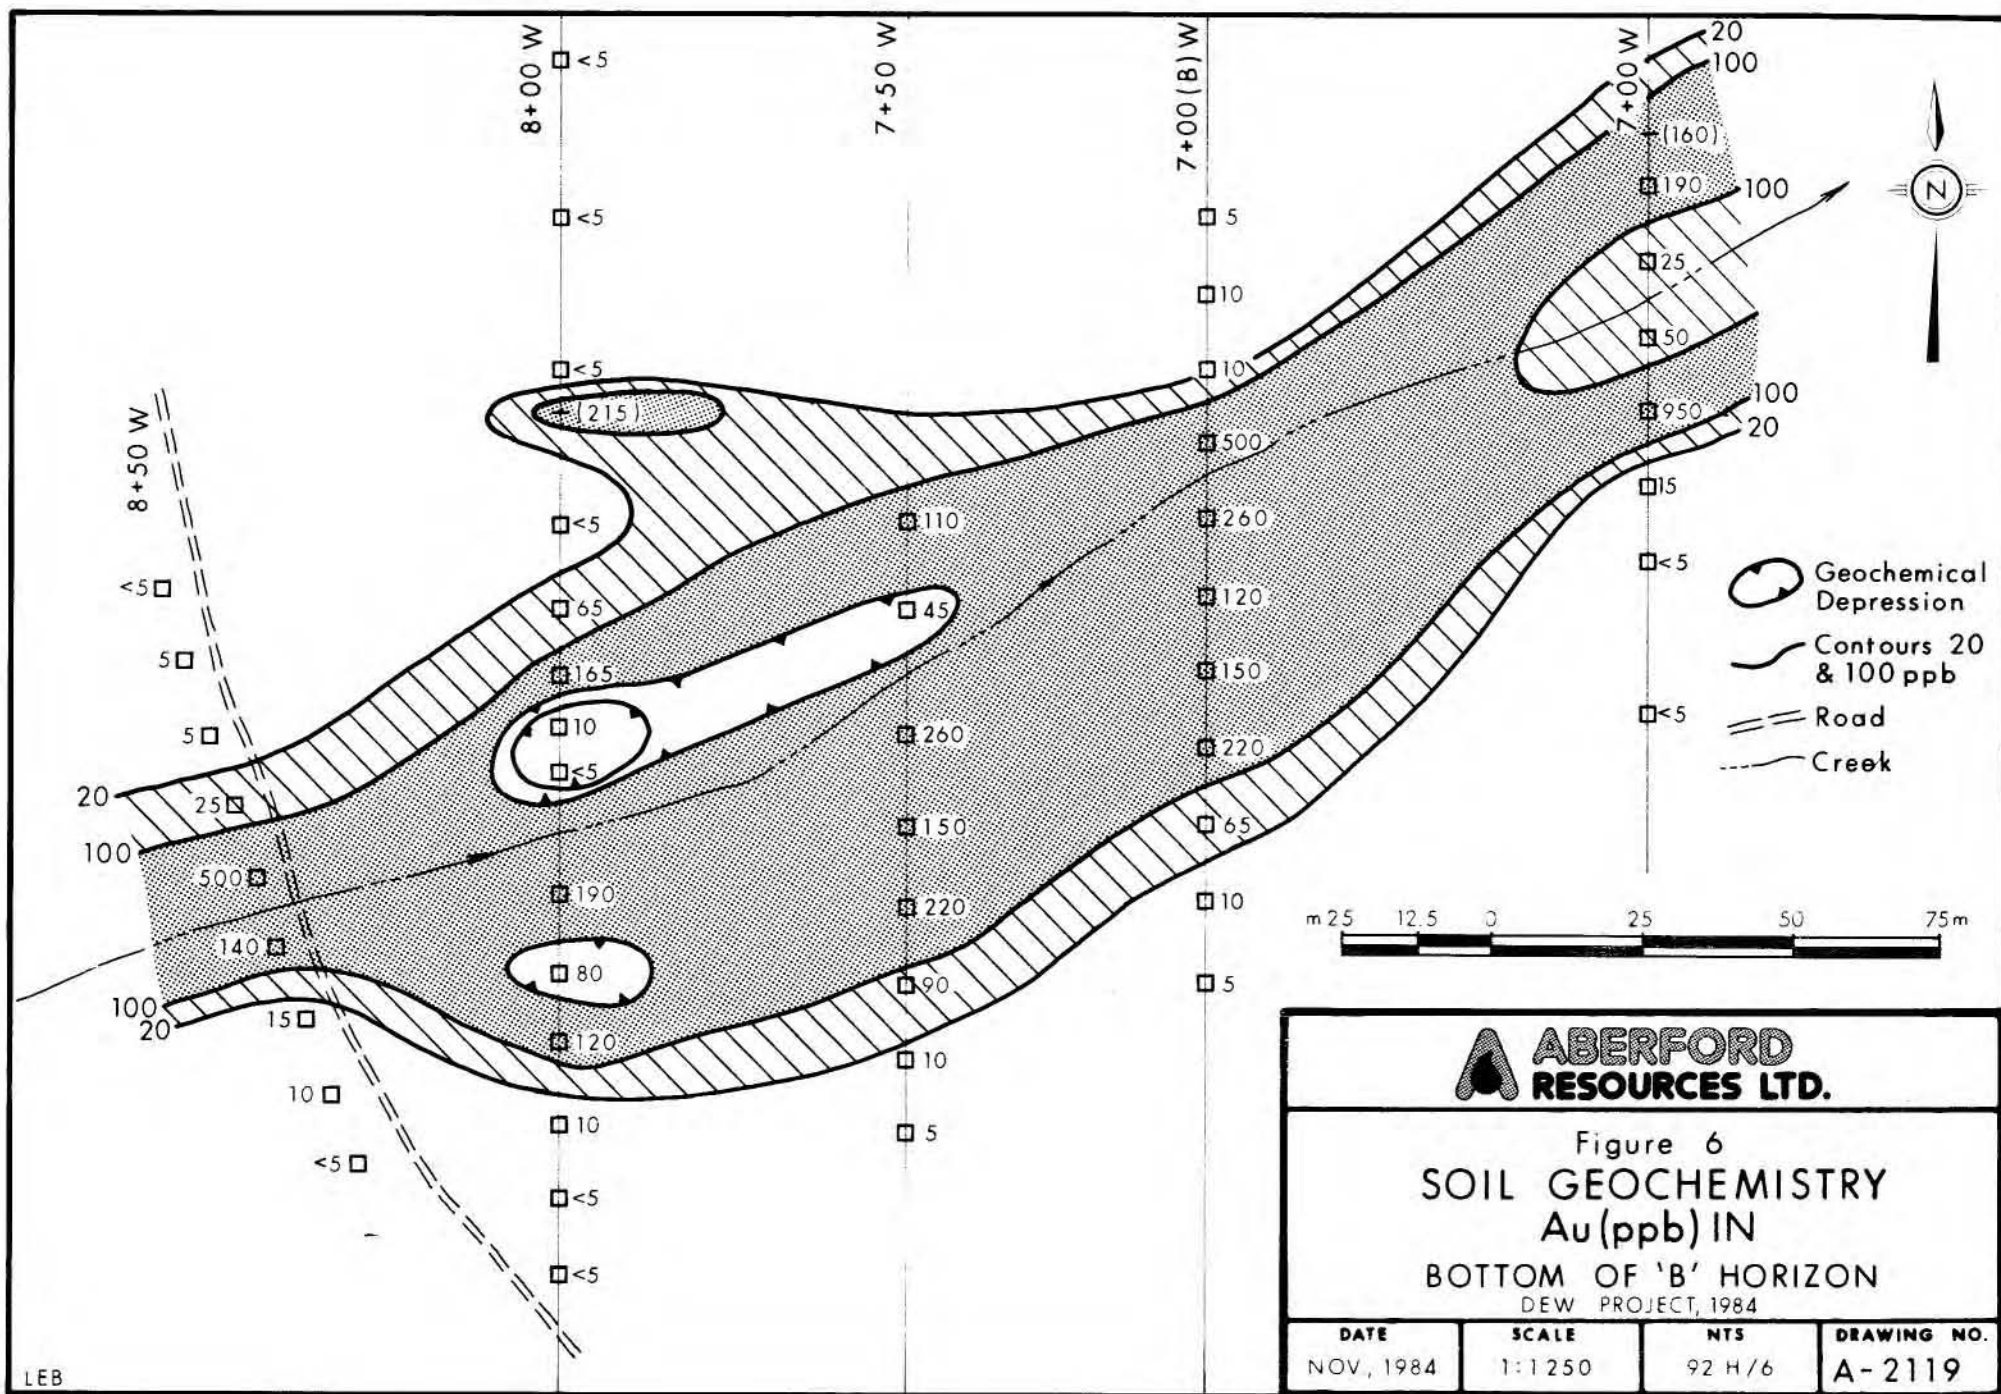 8+00 W
7+50 W
7+00(B) W
7+00 W
8+50 W
20
100
<5
(160)
190
100
<5
5
25
N
10
50
<5
10
(215)
950
100
20
500
15
<5
110
260
<5
<5
65
45
120
5
165
150
<5
5
10
260
220
<5
20
25
150
65
100
500
190
220
10
140
80
90
5
100
20
15
120
10
10
10
5
<5
<5
<5
Geochemical
Depression
Contours 20
& 100 ppb
Road
Creek
m 25 12.5 0 25 50 75 m
ABERFORD
RESOURCES LTD.
Figure 6
SOIL GEOCHEMISTRY
Au (ppb) IN
BOTTOM OF 'B' HORIZON
DEW PROJECT, 1984
DATE SCALE NTS DRAWING NO.
NOV., 1984 1:1250 92 H/6 A-2119
LEB